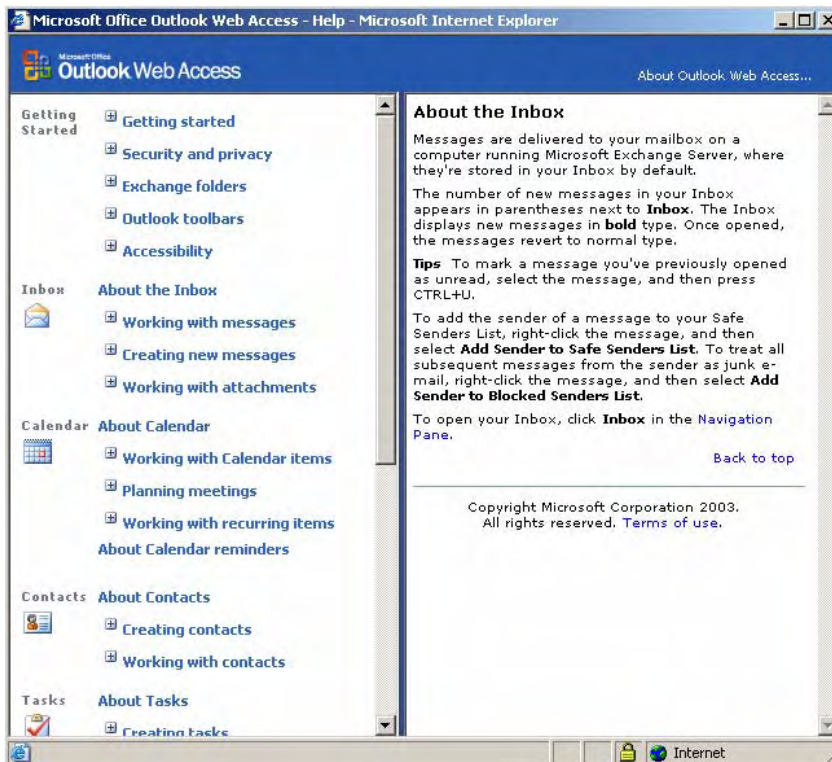 Microsoft Office Outlook Web Access - Help - Microsoft Internet Explorer
Microsoft Office
Outlook Web Access
About Outlook Web Access...
Getting Started
Getting started
Security and privacy
Exchange folders
Outlook toolbars
Accessibility
Inbox
About the Inbox
Working with messages
Creating new messages
Working with attachments
Calendar
About Calendar
Working with Calendar items
Planning meetings
Working with recurring items
About Calendar reminders
Contacts
About Contacts
Creating contacts
Working with contacts
Tasks
About Tasks
Creating tasks
About the Inbox
Messages are delivered to your mailbox on a
computer running Microsoft Exchange Server, where
they're stored in your Inbox by default.
The number of new messages in your Inbox
appears in parentheses next to Inbox. The Inbox
displays new messages in bold type. Once opened,
the messages revert to normal type.
Tips To mark a message you've previously opened
as unread, select the message, and then press
CTRL+U.
To add the sender of a message to your Safe
Senders List, right-click the message, and then
select Add Sender to Safe Senders List. To treat all
subsequent messages from the sender as junk e-
mail, right-click the message, and then select Add
Sender to Blocked Senders List.
To open your Inbox, click Inbox in the Navigation
Pane.
Back to top
Copyright Microsoft Corporation 2003.
All rights reserved. Terms of use.
Internet